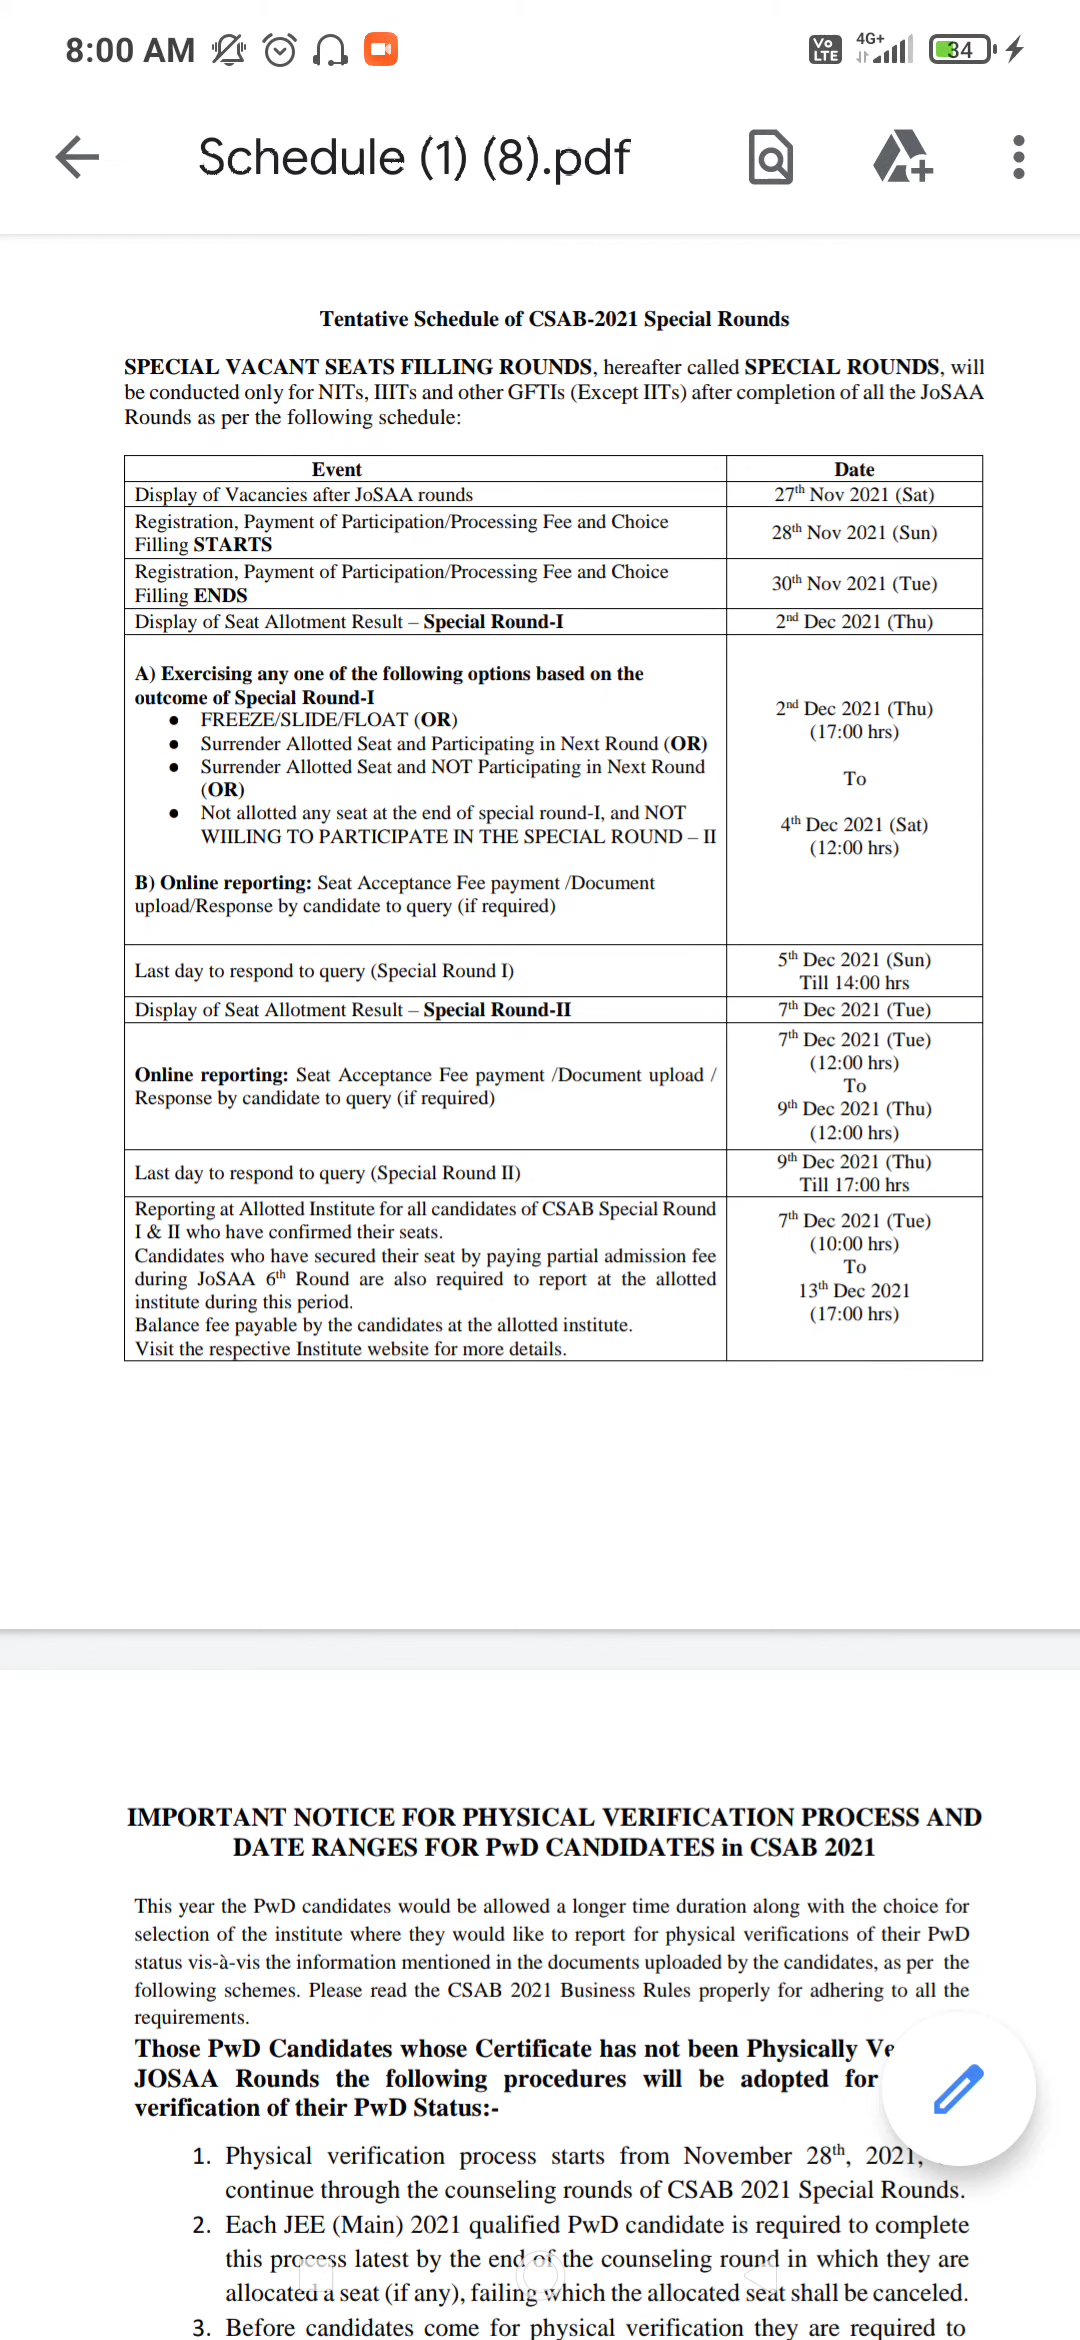 8:00 AM
Vo LTE 4G+ 34
Schedule (1) (8).pdf
Tentative Schedule of CSAB-2021 Special Rounds
SPECIAL VACANT SEATS FILLING ROUNDS, hereafter called SPECIAL ROUNDS, will
be conducted only for NITs, IIITs and other GFTIs (Except IITs) after completion of all the JoSAA
Rounds as per the following schedule:
Event Date
Display of Vacancies after JoSAA rounds 27th Nov 2021 (Sat)
Registration, Payment of Participation/Processing Fee and Choice
Filling STARTS
28th Nov 2021 (Sun)
Registration, Payment of Participation/Processing Fee and Choice
Filling ENDS
30th Nov 2021 (Tue)
Display of Seat Allotment Result – Special Round-I 2nd Dec 2021 (Thu)
A) Exercising any one of the following options based on the
outcome of Special Round-I
• FREEZE/SLIDE/FLOAT (OR)
• Surrender Allotted Seat and Participating in Next Round (OR)
• Surrender Allotted Seat and NOT Participating in Next Round
(OR)
• Not allotted any seat at the end of special round-I, and NOT
WIILING TO PARTICIPATE IN THE SPECIAL ROUND – II
B) Online reporting: Seat Acceptance Fee payment /Document
upload/Response by candidate to query (if required)
2nd Dec 2021 (Thu)
(17:00 hrs)
To
4th Dec 2021 (Sat)
(12:00 hrs)
Last day to respond to query (Special Round I)
5th Dec 2021 (Sun)
Till 14:00 hrs
Display of Seat Allotment Result – Special Round-II 7th Dec 2021 (Tue)
Online reporting: Seat Acceptance Fee payment /Document upload /
Response by candidate to query (if required)
7th Dec 2021 (Tue)
(12:00 hrs)
To
9th Dec 2021 (Thu)
(12:00 hrs)
Last day to respond to query (Special Round II)
9th Dec 2021 (Thu)
Till 17:00 hrs
Reporting at Allotted Institute for all candidates of CSAB Special Round
I & II who have confirmed their seats.
Candidates who have secured their seat by paying partial admission fee
during JoSAA 6th Round are also required to report at the allotted
institute during this period.
Balance fee payable by the candidates at the allotted institute.
Visit the respective Institute website for more details.
7th Dec 2021 (Tue)
(10:00 hrs)
To
13th Dec 2021
(17:00 hrs)
IMPORTANT NOTICE FOR PHYSICAL VERIFICATION PROCESS AND
DATE RANGES FOR PwD CANDIDATES in CSAB 2021
This year the PwD candidates would be allowed a longer time duration along with the choice for
selection of the institute where they would like to report for physical verifications of their PwD
status vis-à-vis the information mentioned in the documents uploaded by the candidates, as per the
following schemes. Please read the CSAB 2021 Business Rules properly for adhering to all the
requirements.
Those PwD Candidates whose Certificate has not been Physically Ve
JOSAA Rounds the following procedures will be adopted for
verification of their PwD Status:-
1. Physical verification process starts from November 28th, 2021,
continue through the counseling rounds of CSAB 2021 Special Rounds.
2. Each JEE (Main) 2021 qualified PwD candidate is required to complete
this process latest by the end of the counseling round in which they are
allocated a seat (if any), failing which the allocated seat shall be canceled.
3. Before candidates come for physical verification they are required to